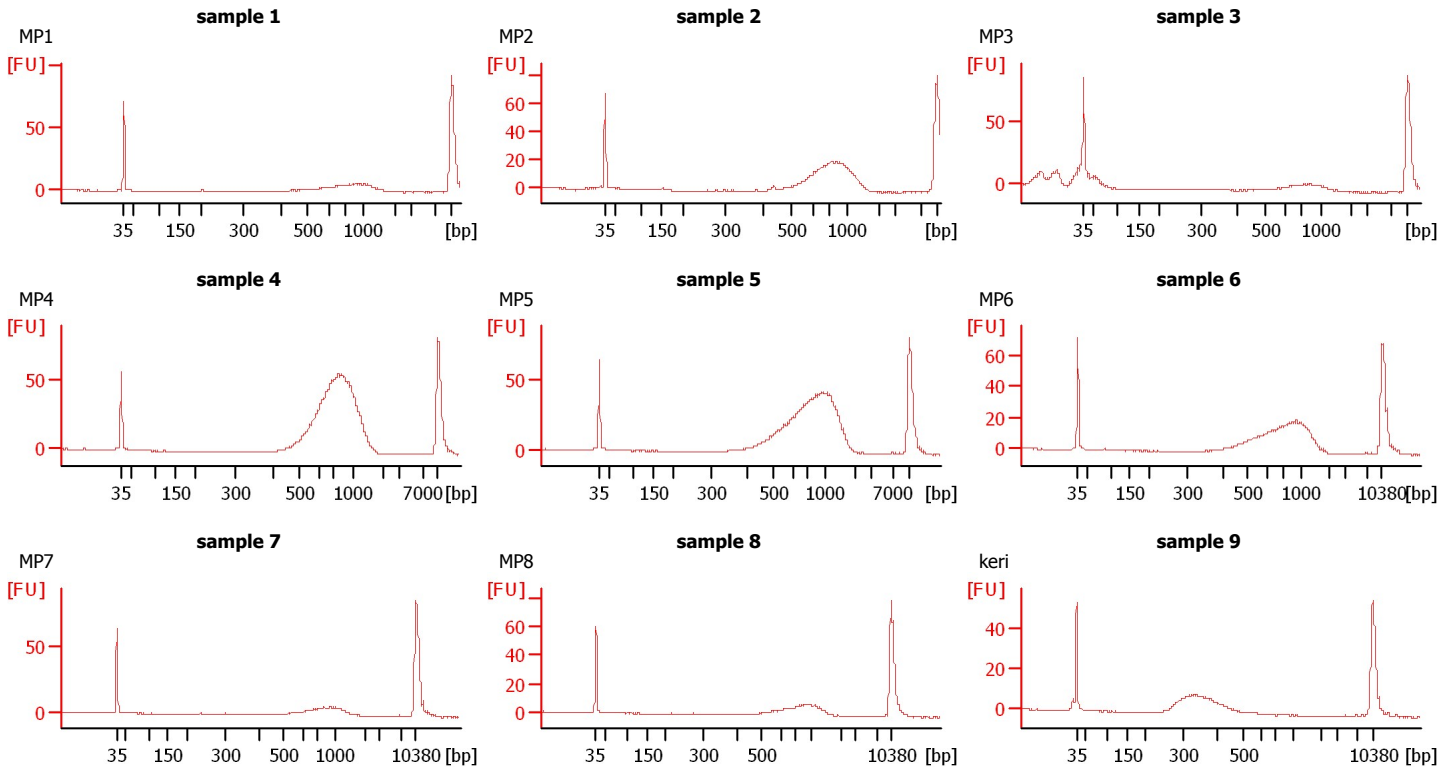 sample 1
MP1
[FU]
50
0
35 150 300 500 1000 [bp]
sample 2
MP2
[FU]
60
40
20
0
35 150 300 500 1000 [bp]
sample 3
MP3
[FU]
50
0
35 150 300 500 1000 [bp]
sample 4
MP4
[FU]
50
0
35 150 300 500 1000 7000 [bp]
sample 5
MP5
[FU]
50
0
35 150 300 500 1000 7000 [bp]
sample 6
MP6
[FU]
60
40
20
0
35 150 300 500 1000 10380 [bp]
sample 7
MP7
[FU]
50
0
35 150 300 500 1000 10380 [bp]
sample 8
MP8
[FU]
60
40
20
0
35 150 300 500 10380 [bp]
sample 9
keri
[FU]
40
20
0
35 150 300 500 10380 [bp]